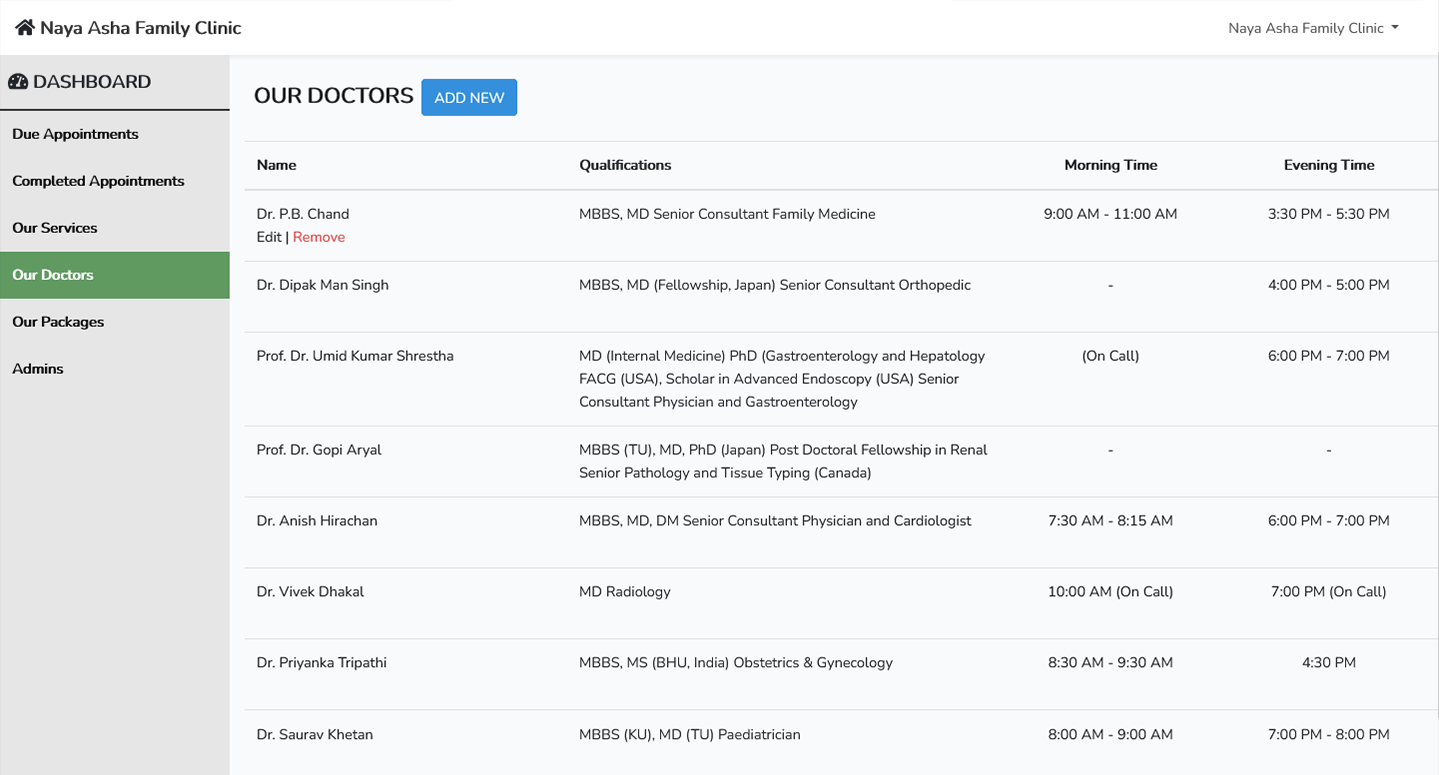 Naya Asha Family Clinic
Naya Asha Family Clinic
DASHBOARD
Due Appointments
Completed Appointments
Our Services
Our Doctors
Our Packages
Admins
OUR DOCTORS ADD NEW
Name Qualifications Morning Time Evening Time
Dr. P.B. Chand MBBS, MD Senior Consultant Family Medicine 9:00 AM - 11:00 AM 3:30 PM - 5:30 PM
Edit | Remove
Dr. Dipak Man Singh MBBS, MD (Fellowship, Japan) Senior Consultant Orthopedic - 4:00 PM - 5:00 PM
Prof. Dr. Umid Kumar Shrestha MD (Internal Medicine) PhD (Gastroenterology and Hepatology (On Call) 6:00 PM - 7:00 PM
FACG (USA), Scholar in Advanced Endoscopy (USA) Senior
Consultant Physician and Gastroenterology
Prof. Dr. Gopi Aryal MBBS (TU), MD, PhD (Japan) Post Doctoral Fellowship in Renal - -
Senior Pathology and Tissue Typing (Canada)
Dr. Anish Hirachan MBBS, MD, DM Senior Consultant Physician and Cardiologist 7:30 AM - 8:15 AM 6:00 PM - 7:00 PM
Dr. Vivek Dhakal MD Radiology 10:00 AM (On Call) 7:00 PM (On Call)
Dr. Priyanka Tripathi MBBS, MS (BHU, India) Obstetrics & Gynecology 8:30 AM - 9:30 AM 4:30 PM
Dr. Saurav Khetan MBBS (KU), MD (TU) Paediatrician 8:00 AM - 9:00 AM 7:00 PM - 8:00 PM